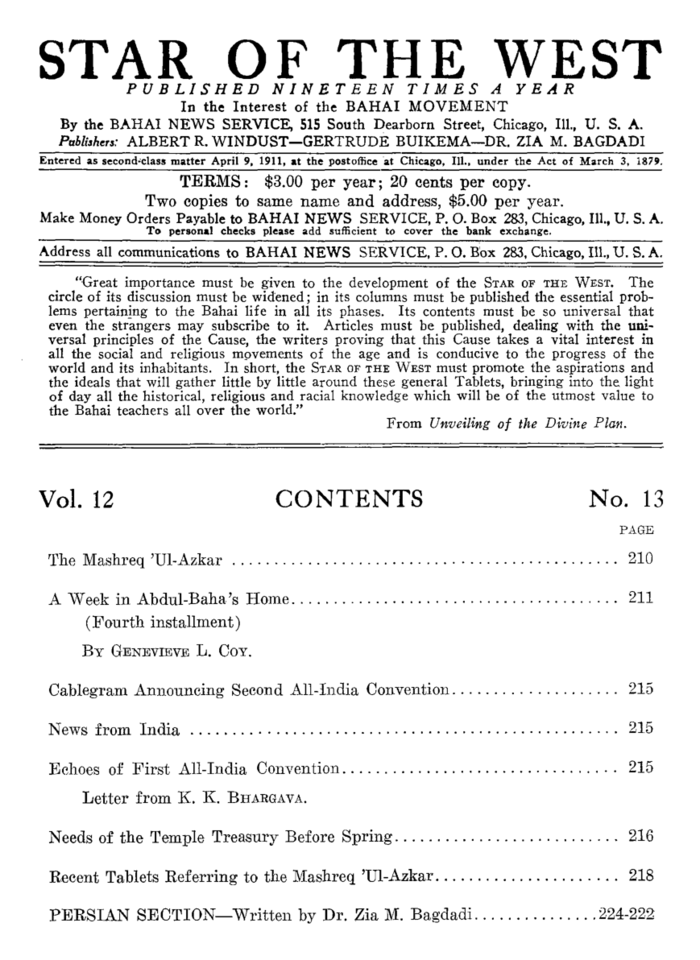 STAR OF THE WEST
PUBLISHED NINETEEN TIMES A YEAR
In the Interest of the BAHAI MOVEMENT
By the BAHAI NEWS SERVICE, 515 South Dearborn Street, Chicago, Ill., U. S. A.
Publishers: ALBERT R. WINDUST—GERTRUDE BUIKEMA—DR. ZIA M. BAGDADI
Entered as second-class matter April 9, 1911, at the postoffice at Chicago, Ill., under the Act of March 3, 1879.
TERMS: $3.00 per year; 20 cents per copy.
Two copies to same name and address, $5.00 per year.
Make Money Orders Payable to BAHAI NEWS SERVICE, P. O. Box 283, Chicago, Ill., U. S. A.
To personal checks please add sufficient to cover the bank exchange.
Address all communications to BAHAI NEWS SERVICE, P. O. Box 283, Chicago, Ill., U. S. A.
"Great importance must be given to the development of the STAR OF THE WEST. The
circle of its discussion must be widened; in its columns must be published the essential prob-
lems pertaining to the Bahai life in all its phases. Its contents must be so universal that
even the strangers may subscribe to it. Articles must be published, dealing with the uni-
versal principles of the Cause, the writers proving that this Cause takes a vital interest in
all the social and religious movements of the age and is conducive to the progress of the
world and its inhabitants. In short, the STAR OF THE WEST must promote the aspirations and
the ideals that will gather little by little around these general Tablets, bringing into the light
of day all the historical, religious and racial knowledge which will be of the utmost value to
the Bahai teachers all over the world."
From Unveiling of the Divine Plan.
Vol. 12 CONTENTS No. 13
PAGE
The Mashreq 'Ul-Azkar ............................................. 210
A Week in Abdul-Baha's Home...................................... 211
(Fourth installment)
BY GENEVIEVE L. COY.
Cablegram Announcing Second All-India Convention.................... 215
News from India .................................................. 215
Echoes of First All-India Convention................................ 215
Letter from K. K. BHARGAVA.
Needs of the Temple Treasury Before Spring.......................... 216
Recent Tablets Referring to the Mashreq 'Ul-Azkar...................... 218
PERSIAN SECTION—Written by Dr. Zia M. Bagdadi...............224-222